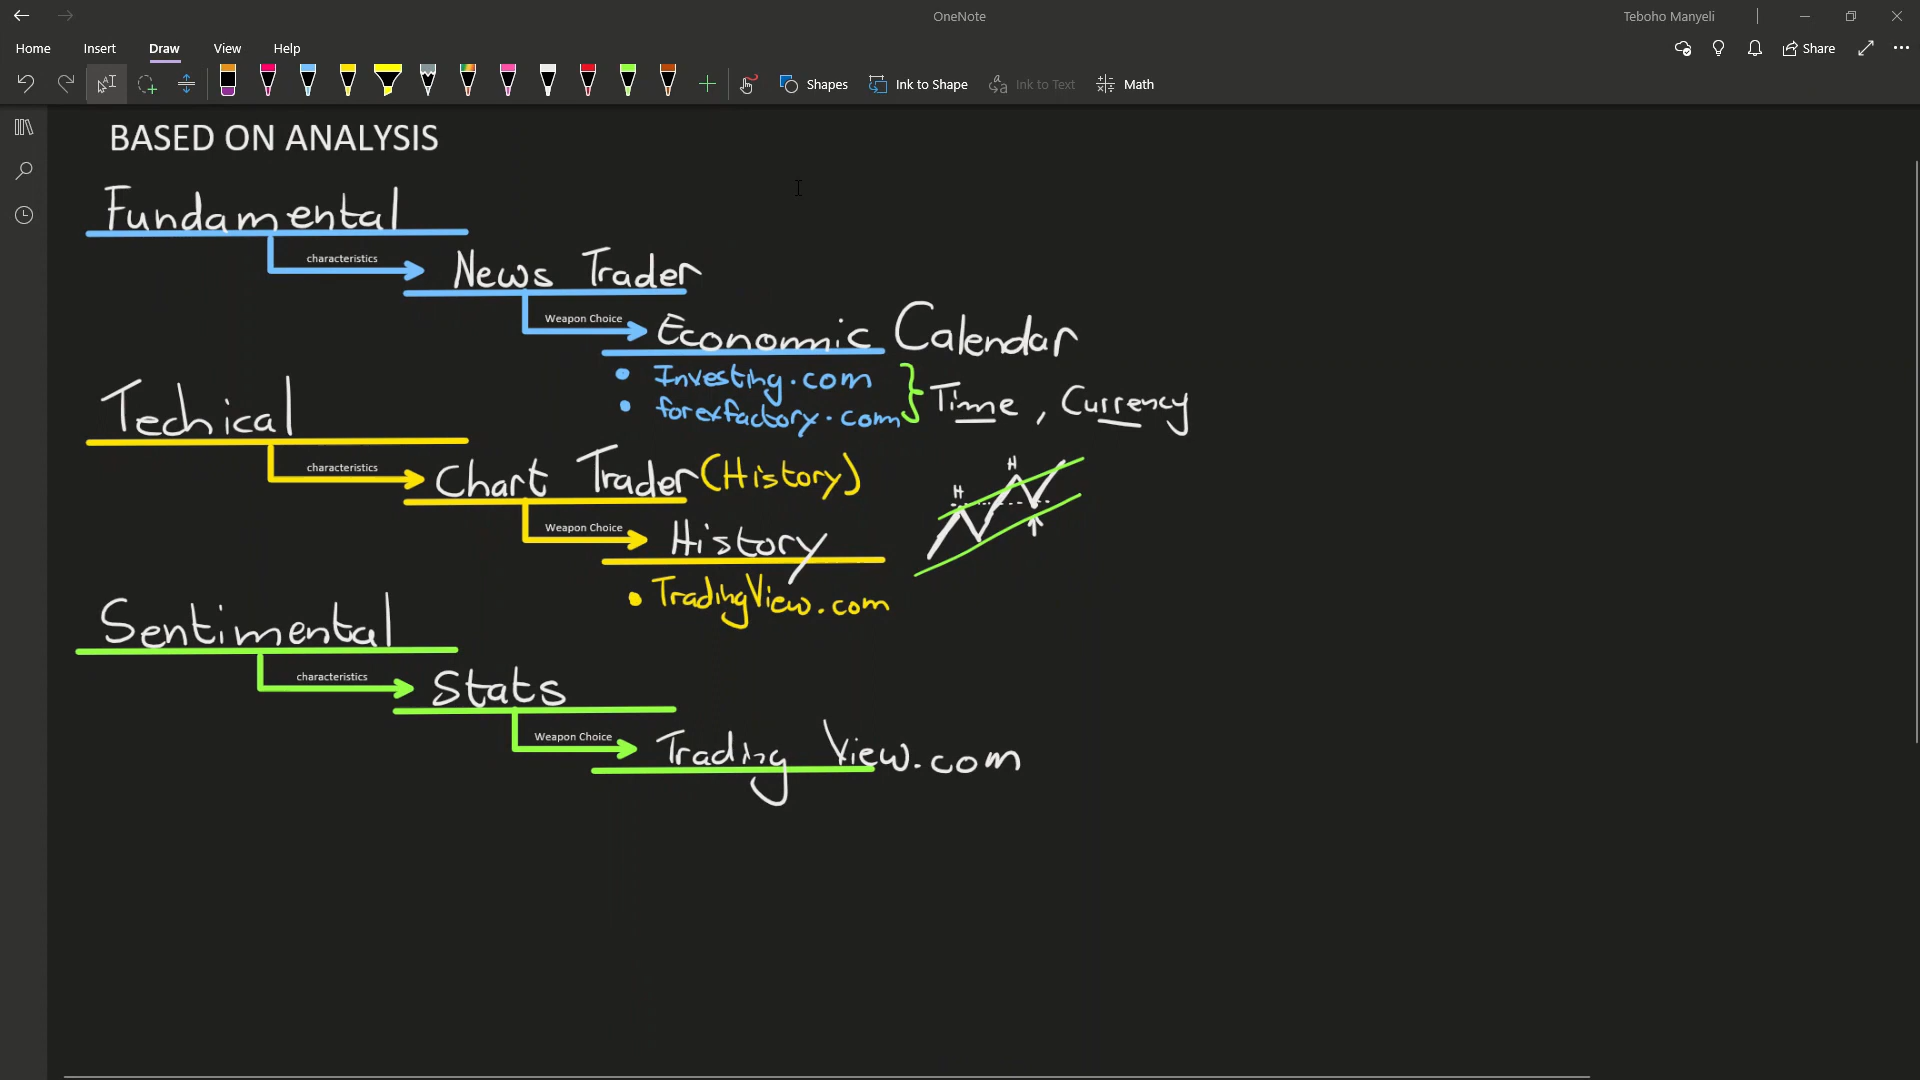 OneNote
Teboho Manyeli
Home Insert Draw View Help
Share
Shapes Ink to Shape Ink to Text Math
BASED ON ANALYSIS
Fundamental
characteristics
News Trader
Weapon Choice
Economic Calendar
• Investing.com
• forexfactory.com
} Time, Currency
Techical
characteristics
Chart Trader (History)
H
H
Weapon Choice
History
• TradingView.com
Sentimental
characteristics
Stats
Weapon Choice
Trading View.com